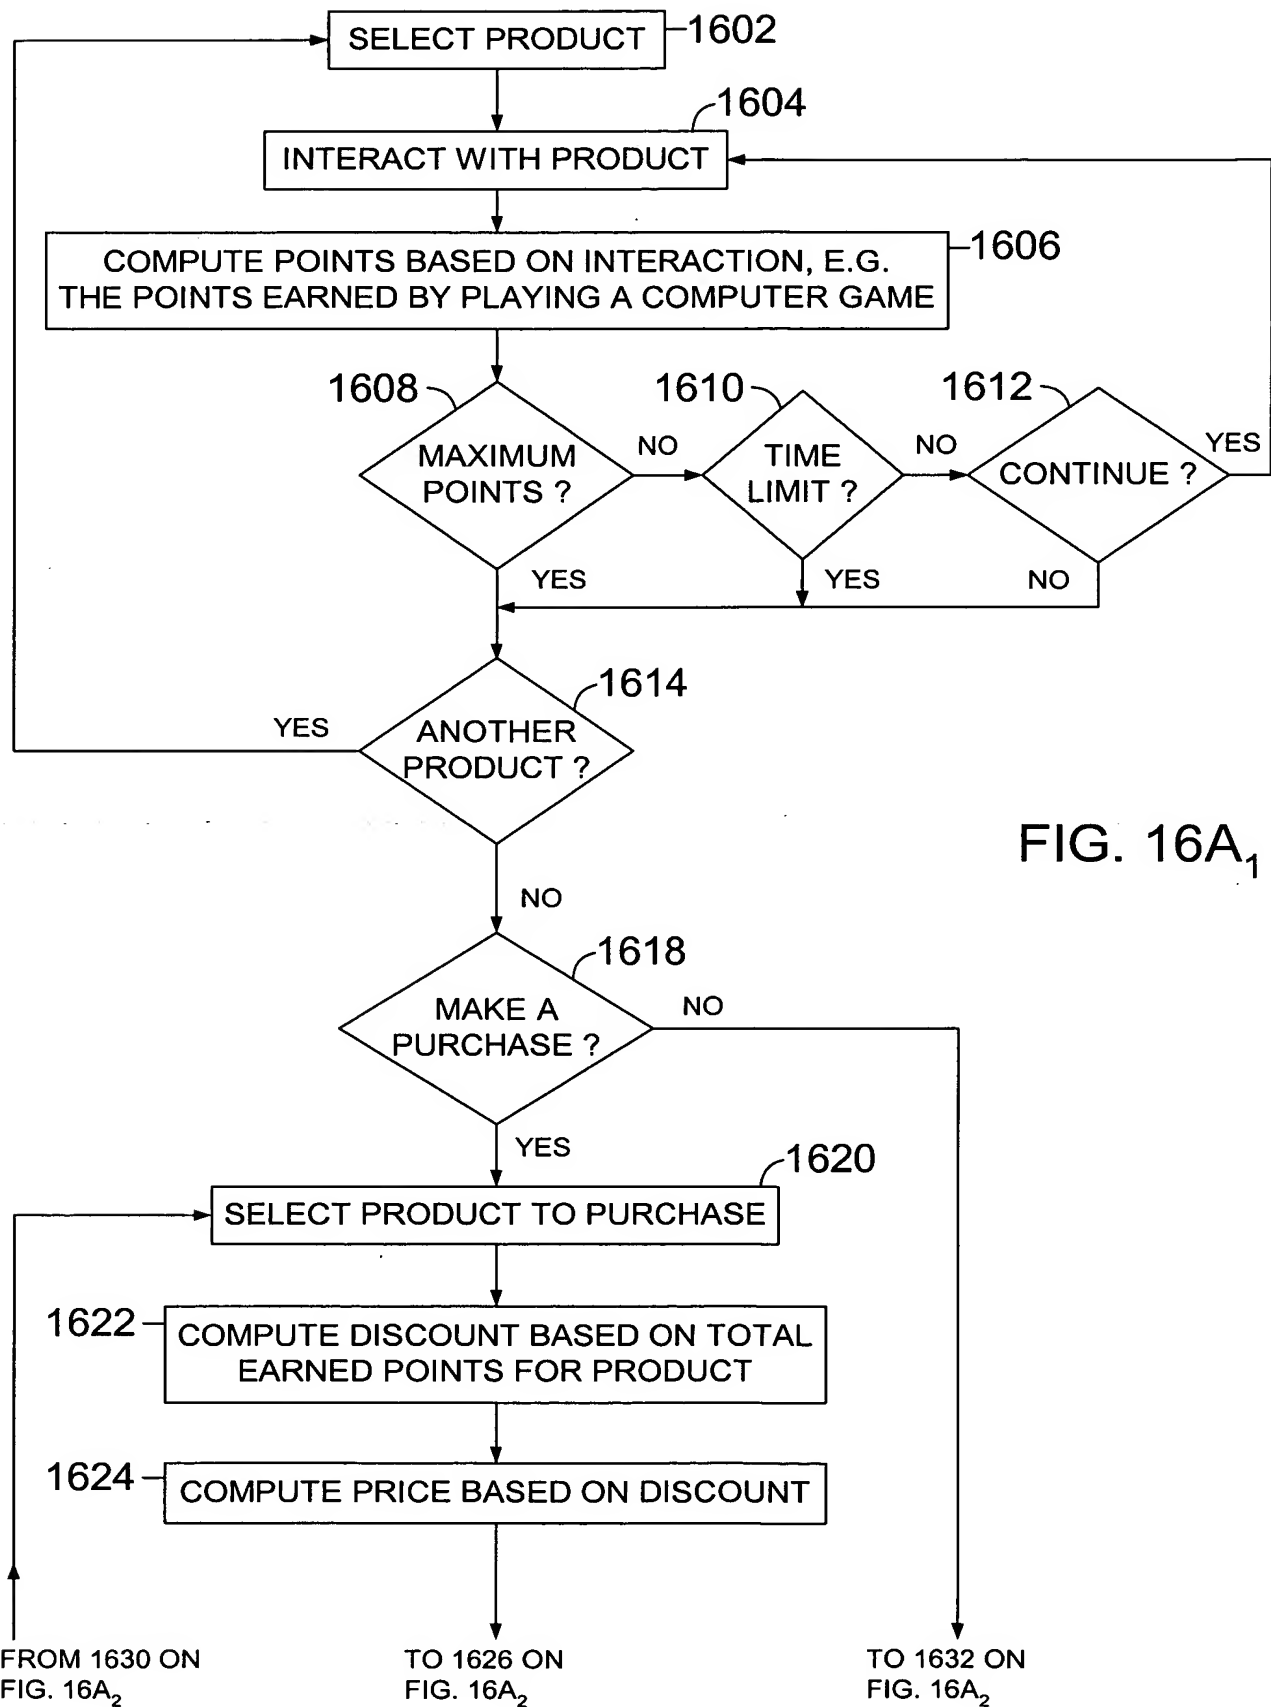 SELECT PRODUCT
1602
1604
INTERACT WITH PRODUCT
1606
COMPUTE POINTS BASED ON INTERACTION, E.G.
THE POINTS EARNED BY PLAYING A COMPUTER GAME
1608
1610
1612
MAXIMUM
POINTS ?
NO
TIME
LIMIT ?
NO
CONTINUE ?
YES
YES
YES
NO
1614
YES
ANOTHER
PRODUCT ?
FIG. 16A₁
NO
1618
MAKE A
PURCHASE ?
NO
YES
1620
SELECT PRODUCT TO PURCHASE
1622
COMPUTE DISCOUNT BASED ON TOTAL
EARNED POINTS FOR PRODUCT
1624
COMPUTE PRICE BASED ON DISCOUNT
FROM 1630 ON
FIG. 16A₂
TO 1626 ON
FIG. 16A₂
TO 1632 ON
FIG. 16A₂